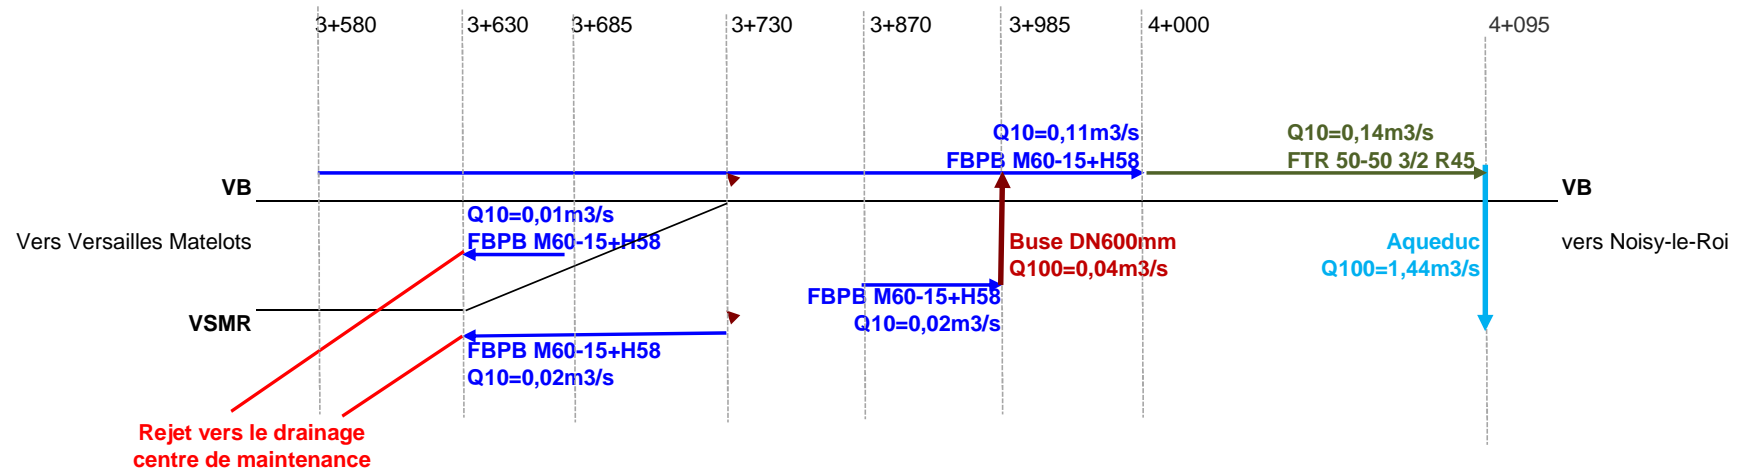 3+580 3+630 3+685 3+730 3+870 3+985 4+000 4+095
Q10=0,11m3/s
FBPB M60-15+H58
Q10=0,14m3/s
FTR 50-50 3/2 R45
VB
VB
Q10=0,01m3/s
FBPB M60-15+H58
Vers Versailles Matelots
Buse DN600mm
Q100=0,04m3/s
Aqueduc
Q100=1,44m3/s
vers Noisy-le-Roi
FBPB M60-15+H58
Q10=0,02m3/s
VSMR
FBPB M60-15+H58
Q10=0,02m3/s
Rejet vers le drainage
centre de maintenance